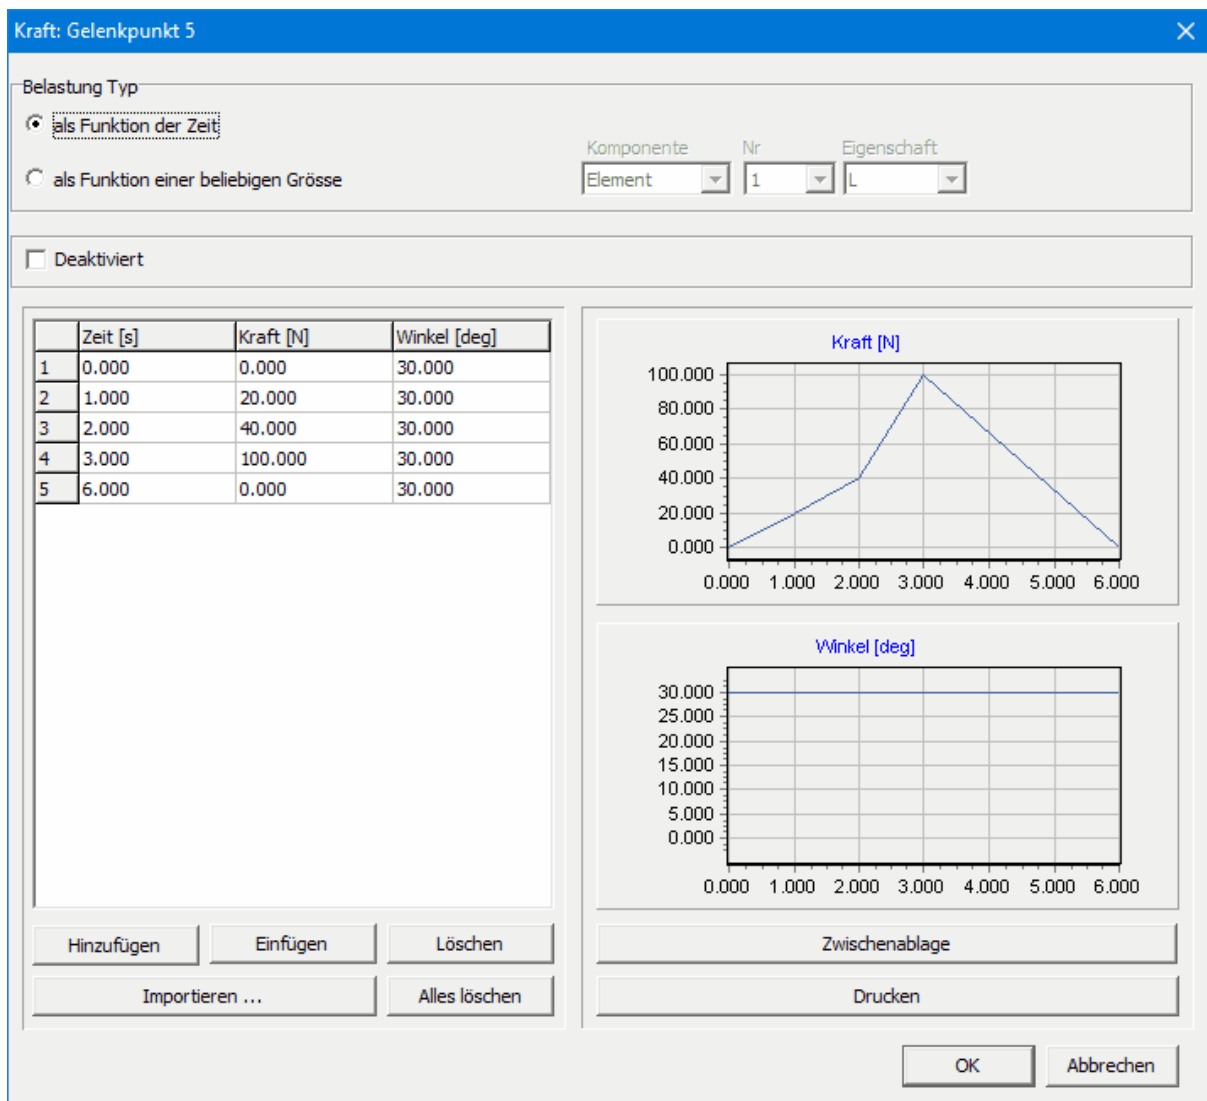 Kraft: Gelenkpunkt 5
Belastung Typ
als Funktion der Zeit
Komponente Nr Eigenschaft
als Funktion einer beliebigen Grösse Element 1 L
Deaktiviert
Zeit [s] Kraft [N] Winkel [deg]
1 0.000 0.000 30.000
2 1.000 20.000 30.000
3 2.000 40.000 30.000
4 3.000 100.000 30.000
5 6.000 0.000 30.000
Hinzufügen Einfügen Löschen
Importieren ... Alles löschen
Kraft [N]
100.000
80.000
60.000
40.000
20.000
0.000
0.000 1.000 2.000 3.000 4.000 5.000 6.000
Winkel [deg]
30.000
25.000
20.000
15.000
10.000
5.000
0.000
0.000 1.000 2.000 3.000 4.000 5.000 6.000
Zwischenablage
Drucken
OK Abbrechen